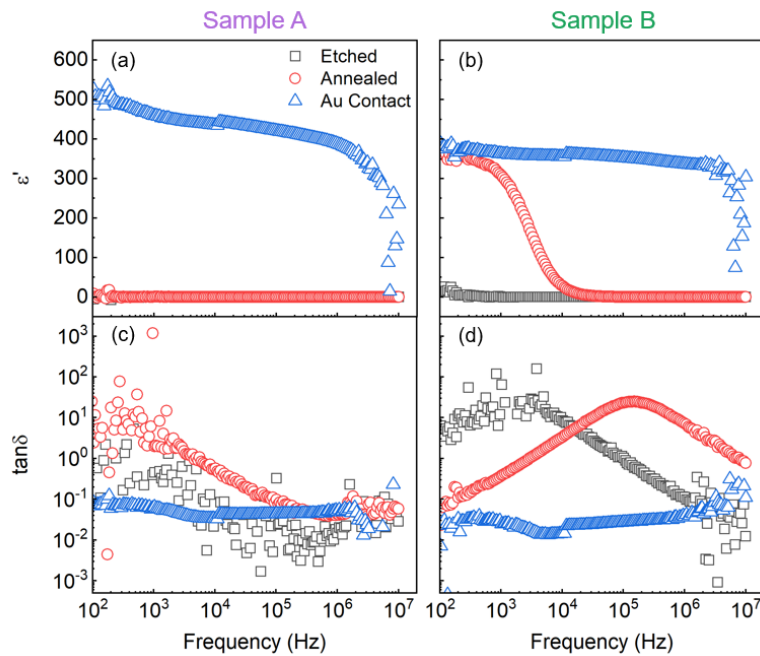 Sample A
Sample B
(a)
Etched
Annealed
Au Contact
(b)
600
500
400
300
200
100
0
ε'
(c)
(d)
10³
10²
10¹
10⁰
10⁻¹
10⁻²
10⁻³
tanδ
10² 10³ 10⁴ 10⁵ 10⁶ 10⁷
10² 10³ 10⁴ 10⁵ 10⁶ 10⁷
Frequency (Hz)
Frequency (Hz)